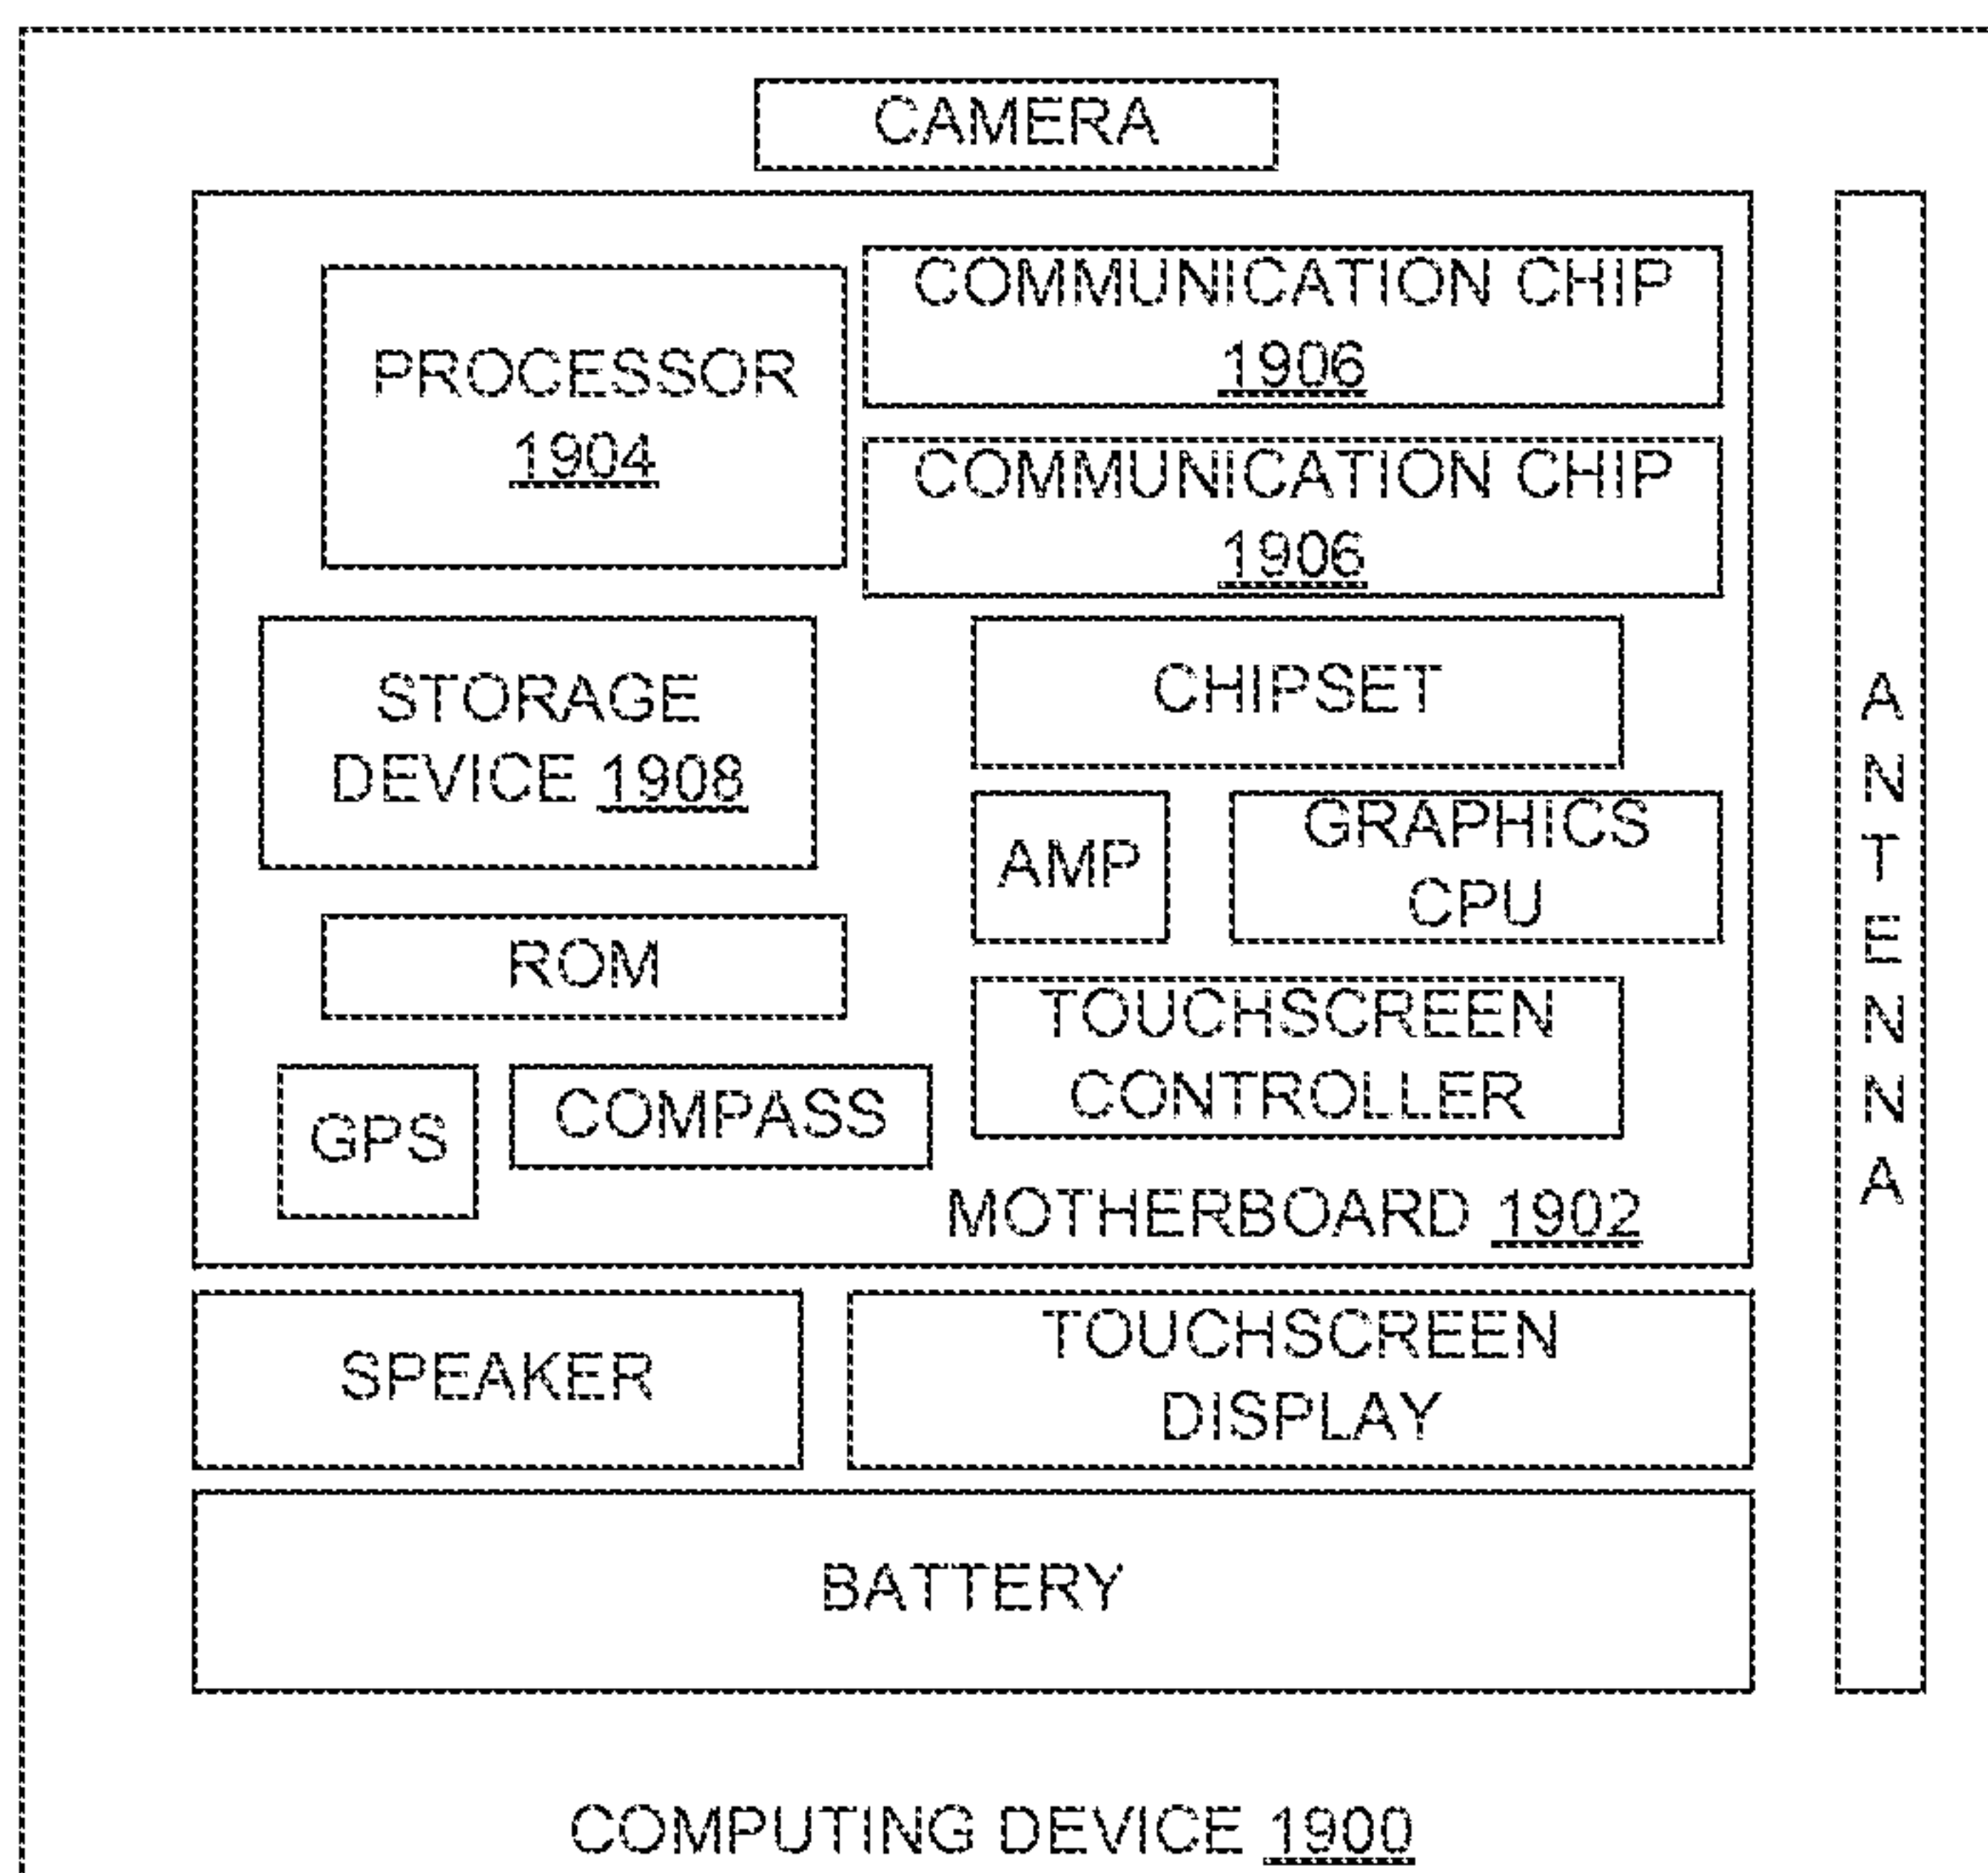 CAMERA
PROCESSOR
1904
COMMUNICATION CHIP
1906
COMMUNICATION CHIP
1906
STORAGE
DEVICE 1908
CHIPSET
AMP
GRAPHICS
CPU
ROM
TOUCHSCREEN
CONTROLLER
GPS
COMPASS
MOTHERBOARD 1902
ANTENNA
SPEAKER
TOUCHSCREEN
DISPLAY
BATTERY
COMPUTING DEVICE 1900